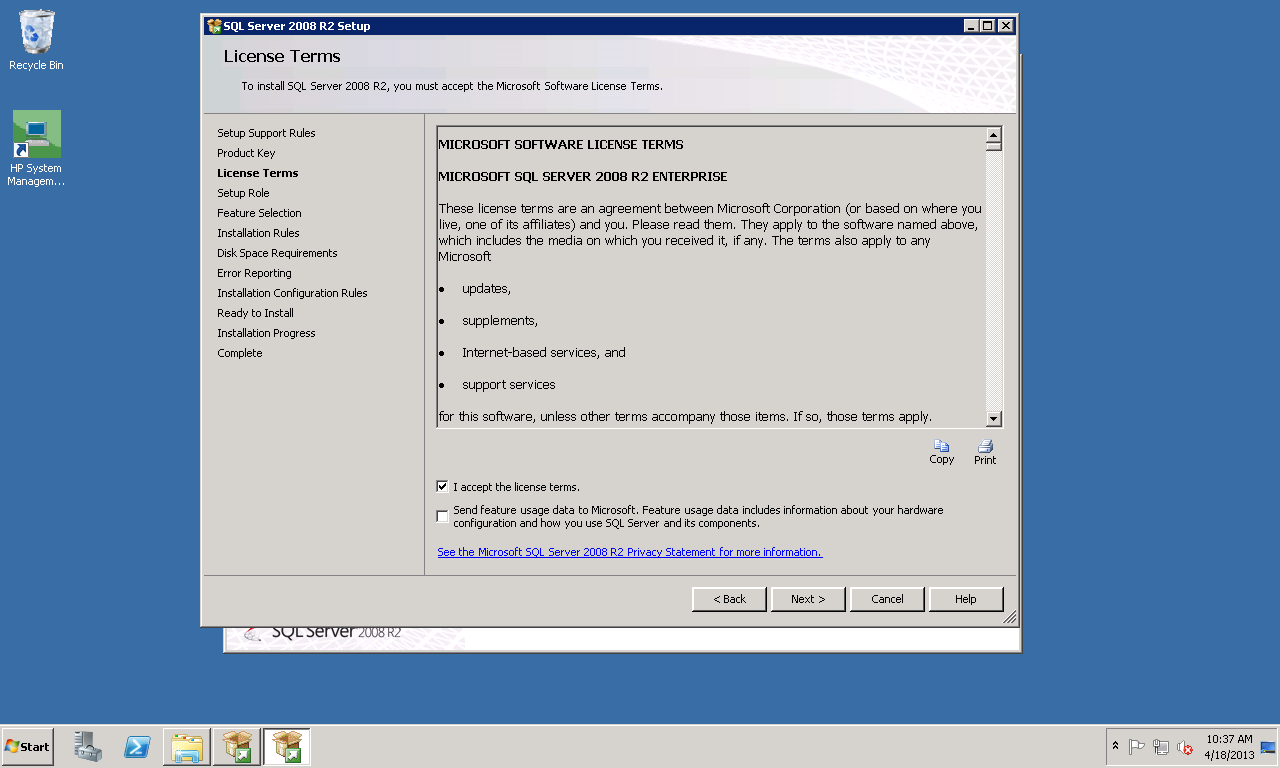 Recycle Bin
HP System
Managem...
SQL Server 2008 R2 Setup
License Terms
To install SQL Server 2008 R2, you must accept the Microsoft Software License Terms.
Setup Support Rules
Product Key
License Terms
Setup Role
Feature Selection
Installation Rules
Disk Space Requirements
Error Reporting
Installation Configuration Rules
Ready to Install
Installation Progress
Complete
MICROSOFT SOFTWARE LICENSE TERMS
MICROSOFT SQL SERVER 2008 R2 ENTERPRISE
These license terms are an agreement between Microsoft Corporation (or based on where you
live, one of its affiliates) and you. Please read them. They apply to the software named above,
which includes the media on which you received it, if any. The terms also apply to any
Microsoft
• updates,
• supplements,
• Internet-based services, and
• support services
for this software, unless other terms accompany those items. If so, those terms apply.
Copy
Print
I accept the license terms.
Send feature usage data to Microsoft. Feature usage data includes information about your hardware
configuration and how you use SQL Server and its components.
See the Microsoft SQL Server 2008 R2 Privacy Statement for more information.
< Back
Next >
Cancel
Help
SQL Server 2008 R2
Start
10:37 AM
4/18/2013